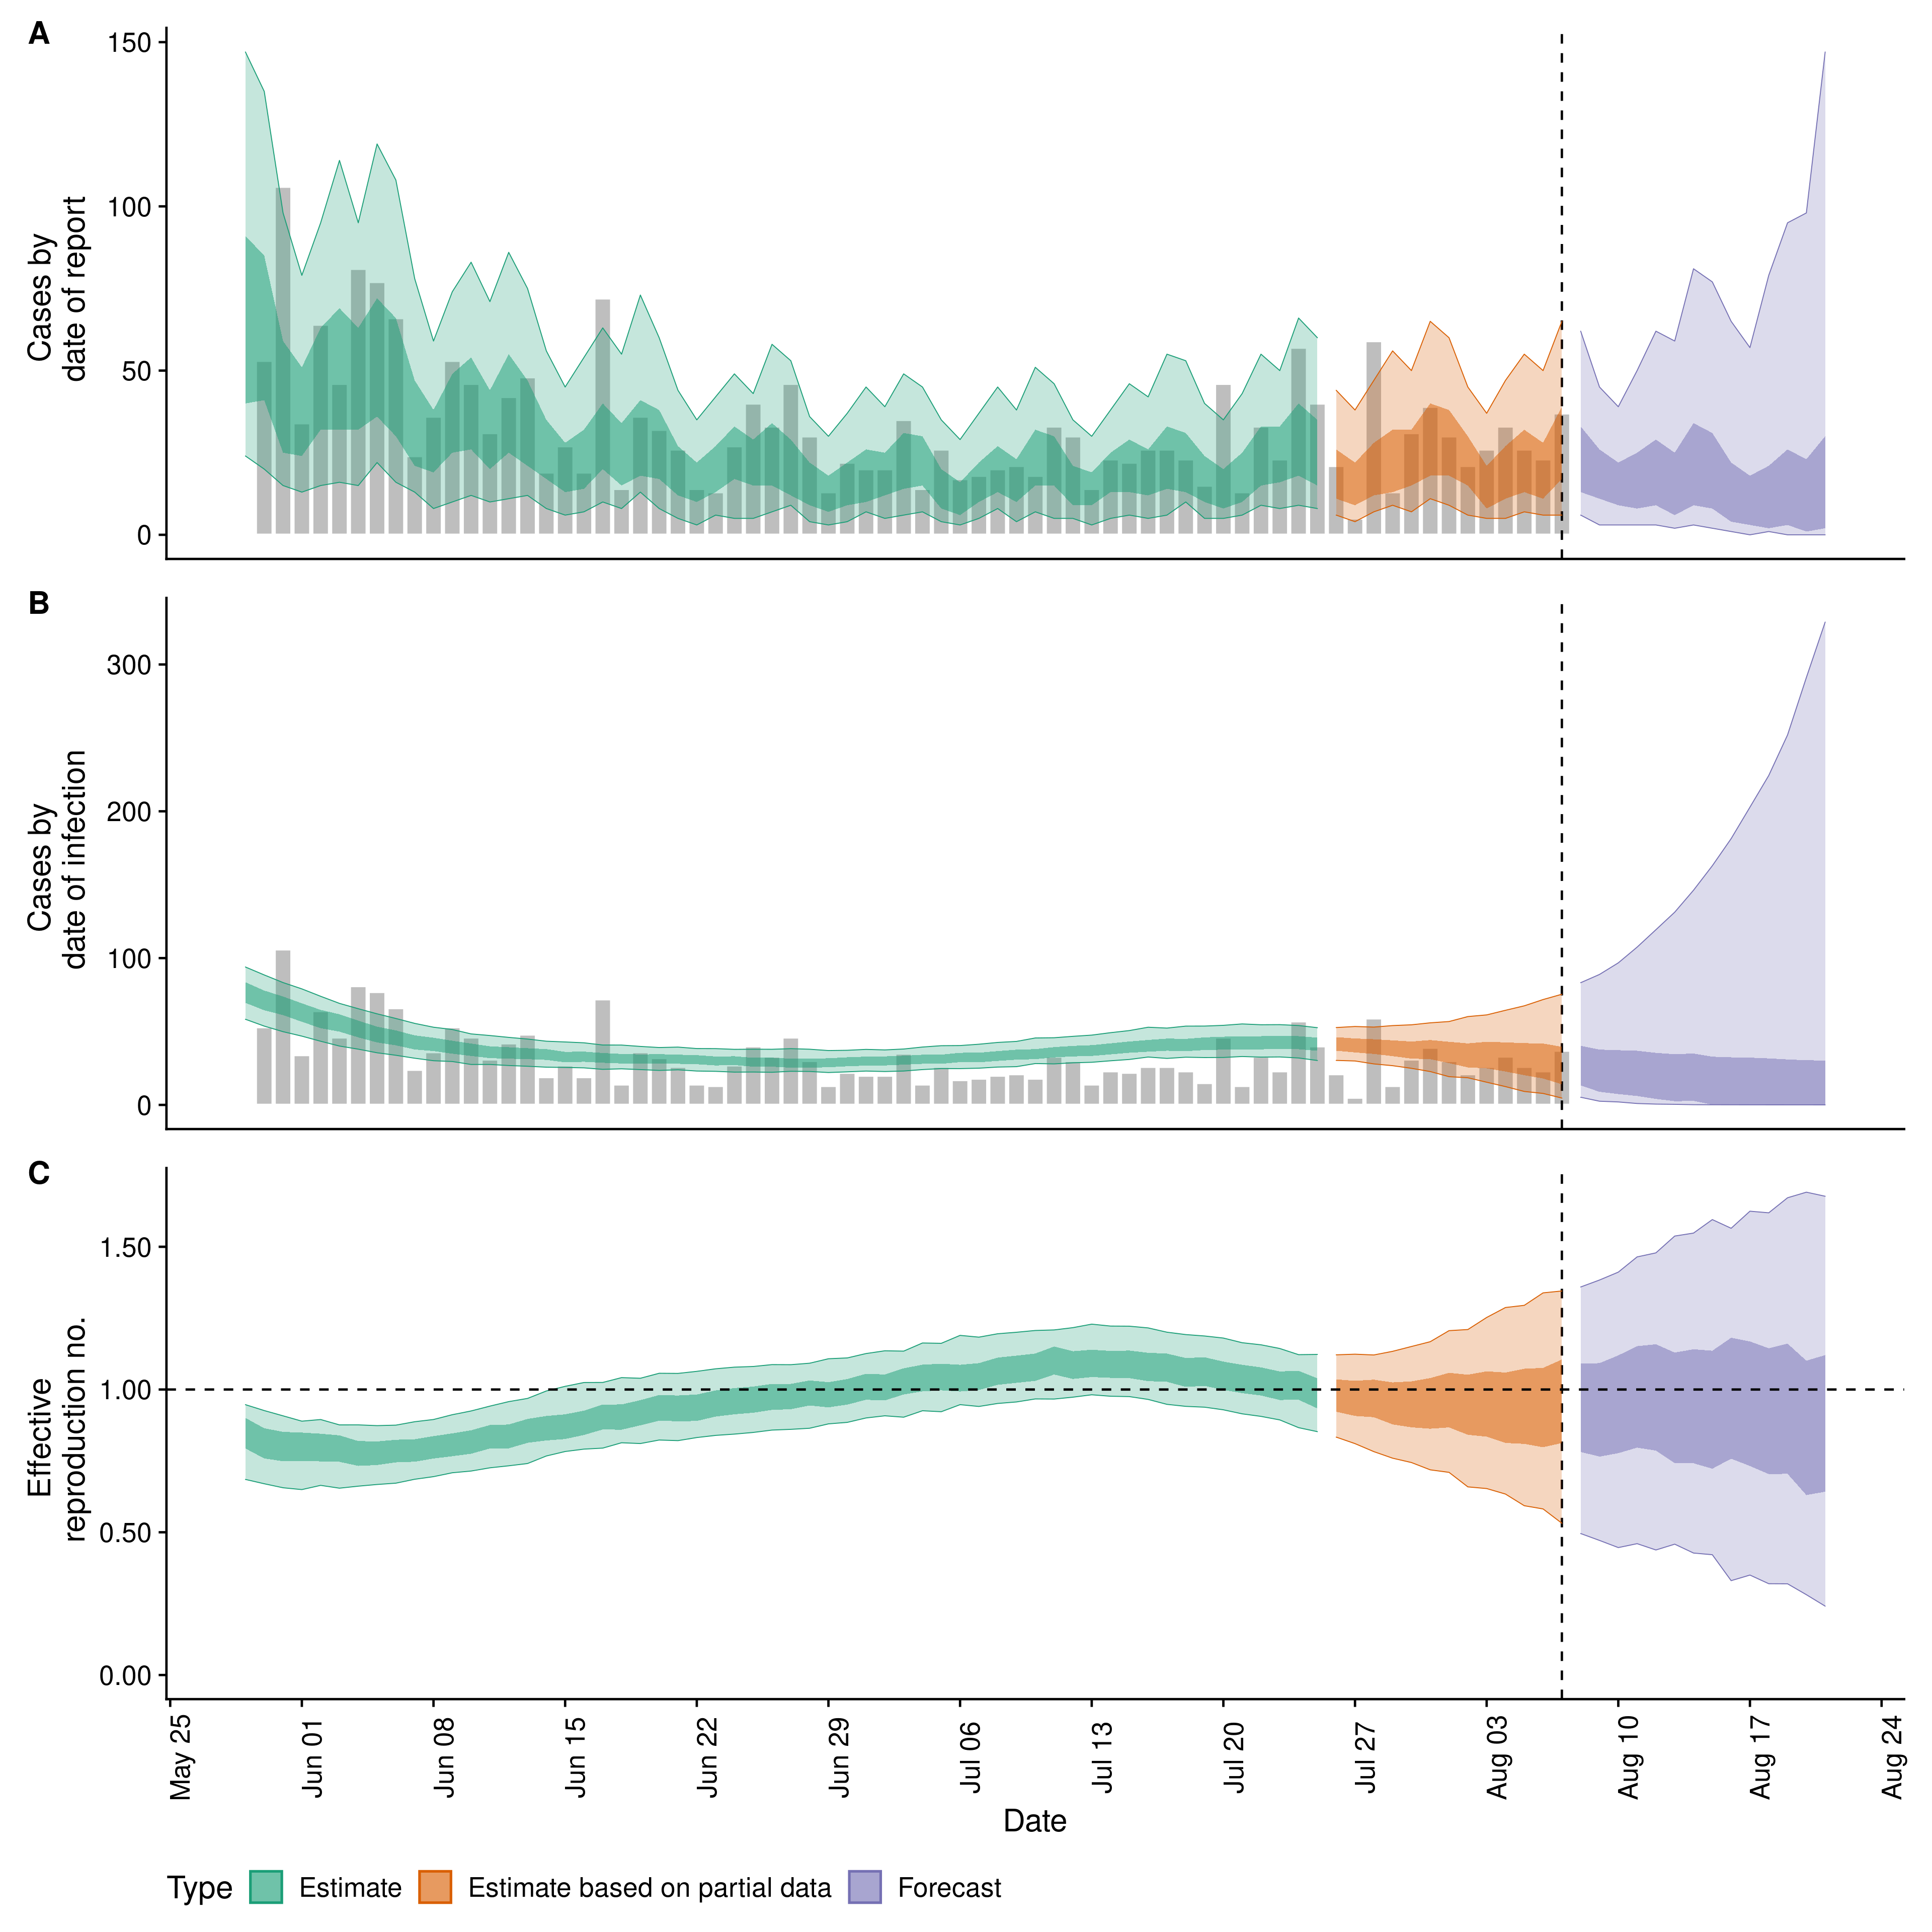 A
Cases by
date of report
150
100
50
0
B
Cases by
date of infection
300
200
100
0
C
Effective
reproduction no.
1.50
1.00
0.50
0.00
May 25
Jun 01
Jun 08
Jun 15
Jun 22
Jun 29
Jul 06
Jul 13
Jul 20
Jul 27
Aug 03
Aug 10
Aug 17
Aug 24
Date
Type Estimate Estimate based on partial data Forecast